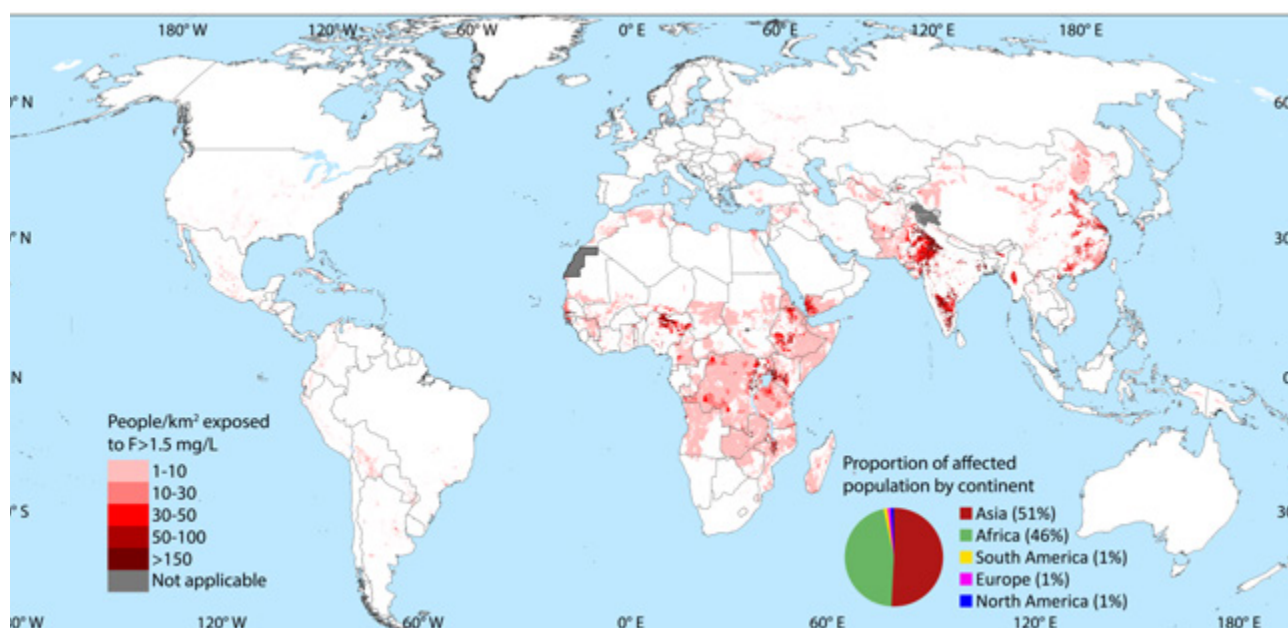 180° W 120° W 60° W 0° E 60° E 120° E 180° E
° N 60
° N 30
N 0
° S 30
People/km² exposed
to F>1.5 mg/L
1-10
10-30
30-50
50-100
>150
Not applicable
Proportion of affected
population by continent
Asia (51%)
Africa (46%)
South America (1%)
Europe (1%)
North America (1%)
0° W 120° W 60° W 0° E 60° E 120° E 180° E